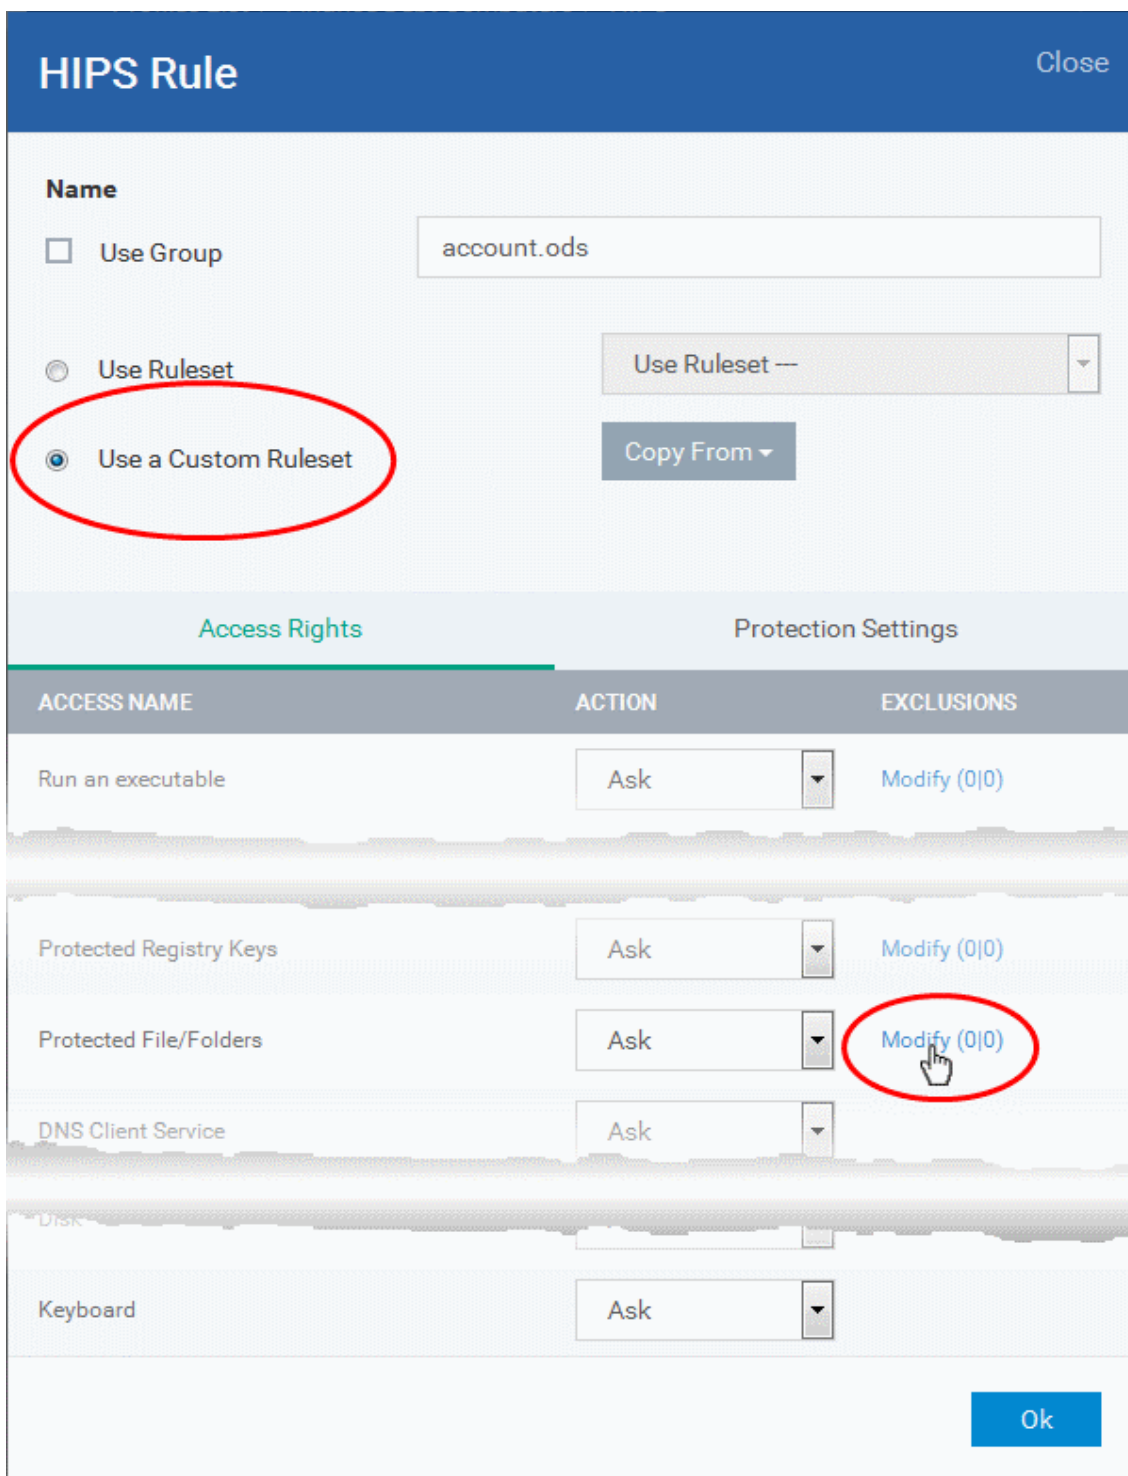 HIPS Rule
Close
Name
Use Group
account.ods
Use Ruleset
Use Ruleset ---
Use a Custom Ruleset
Copy From
Access Rights
Protection Settings
ACCESS NAME
ACTION
EXCLUSIONS
Run an executable
Ask
Modify (0|0)
Protected Registry Keys
Ask
Modify (0|0)
Protected File/Folders
Ask
Modify (0|0)
DNS Client Service
Ask
Disk
Keyboard
Ask
Ok